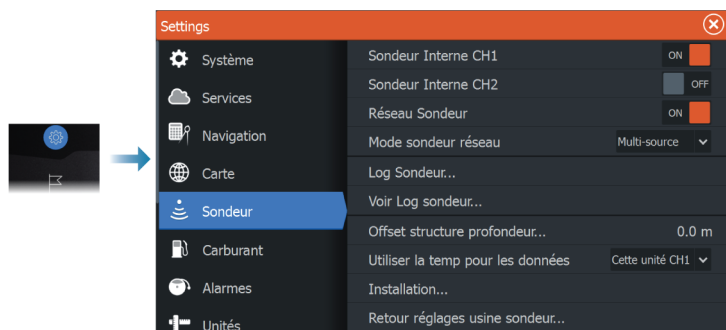 Settings
Système
Services
Navigation
Carte
Sondeur
Carburant
Alarmes
Unités
Sondeur Interne CH1 ON
Sondeur Interne CH2 OFF
Réseau Sondeur ON
Mode sondeur réseau Multi-source
Log Sondeur...
Voir Log sondeur...
Offset structure profondeur... 0.0 m
Utiliser la temp pour les données Cette unité CH1
Installation...
Retour réglages usine sondeur...